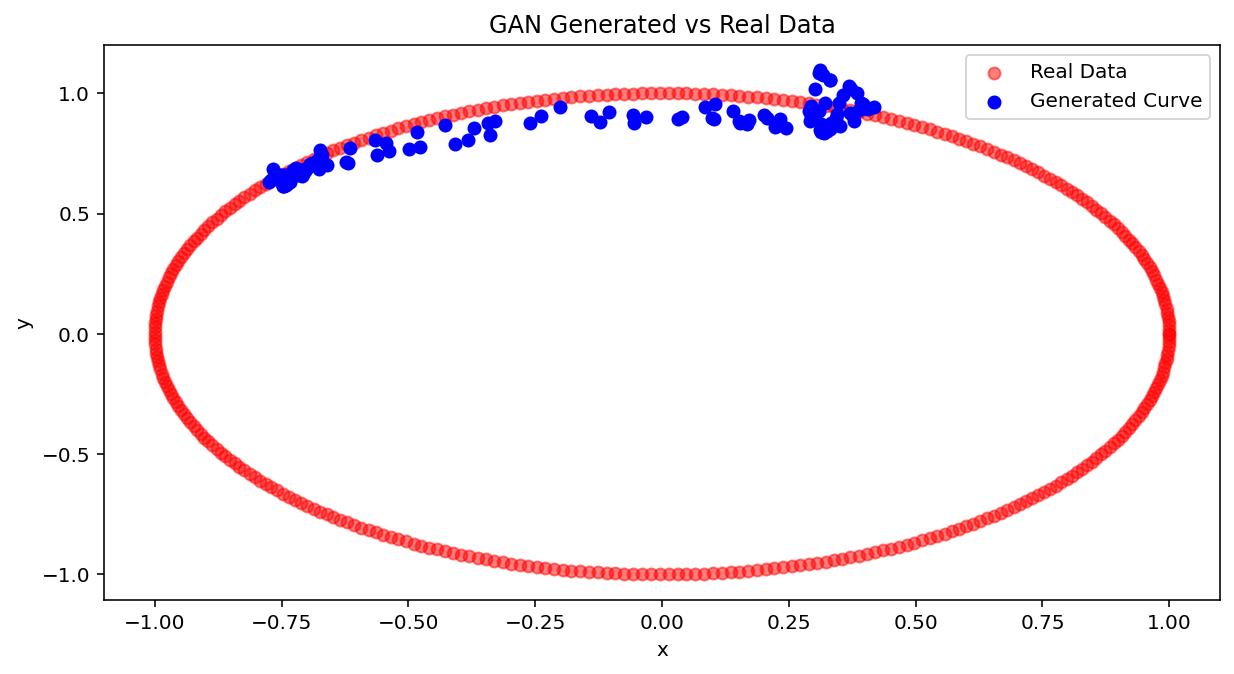 GAN Generated vs Real Data
Real Data
Generated Curve
1.0
0.5
0.0
−0.5
−1.0
y
−1.00 −0.75 −0.50 −0.25 0.00 0.25 0.50 0.75 1.00
x